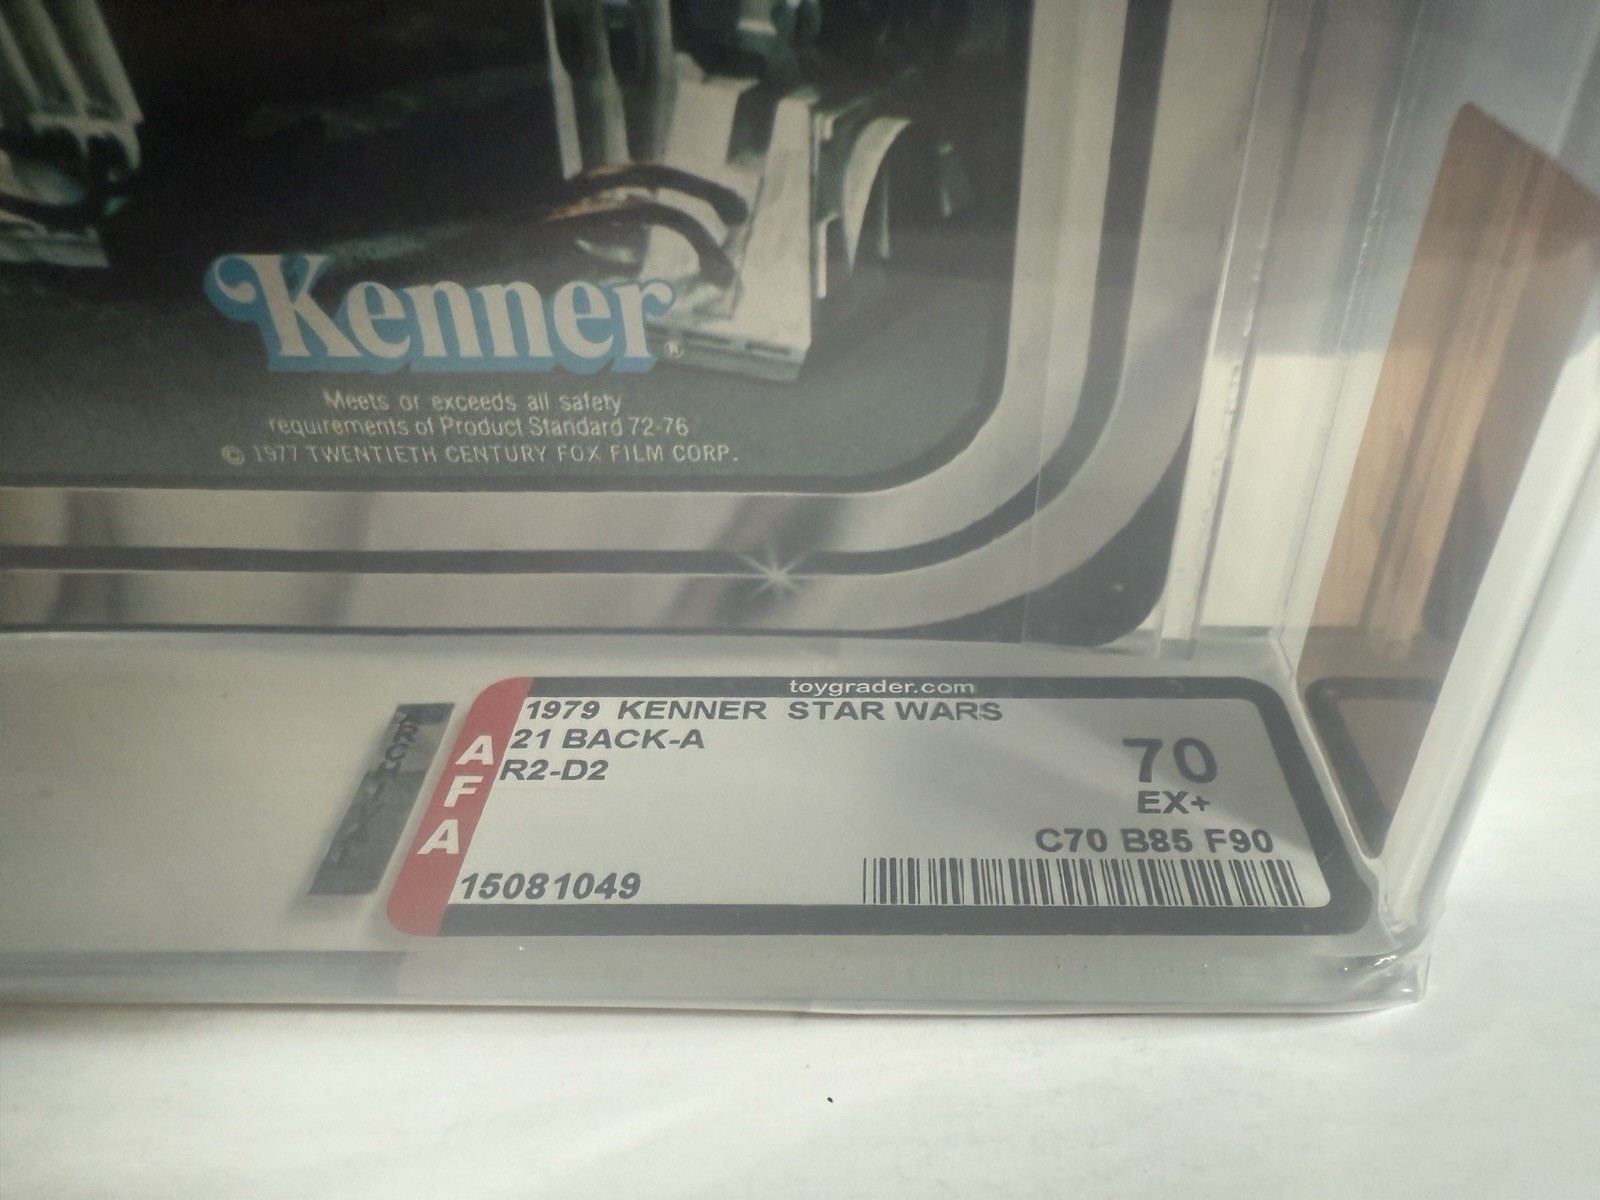 Kenner®
Meets or exceeds all safety
requirements of Product Standard 72-76
© 1977 TWENTIETH CENTURY FOX FILM CORP.
toygrader.com
ARCHIVAL
AFA
1979 KENNER STAR WARS
21 BACK-A
R2-D2
70
EX+
C70 B85 F90
15081049